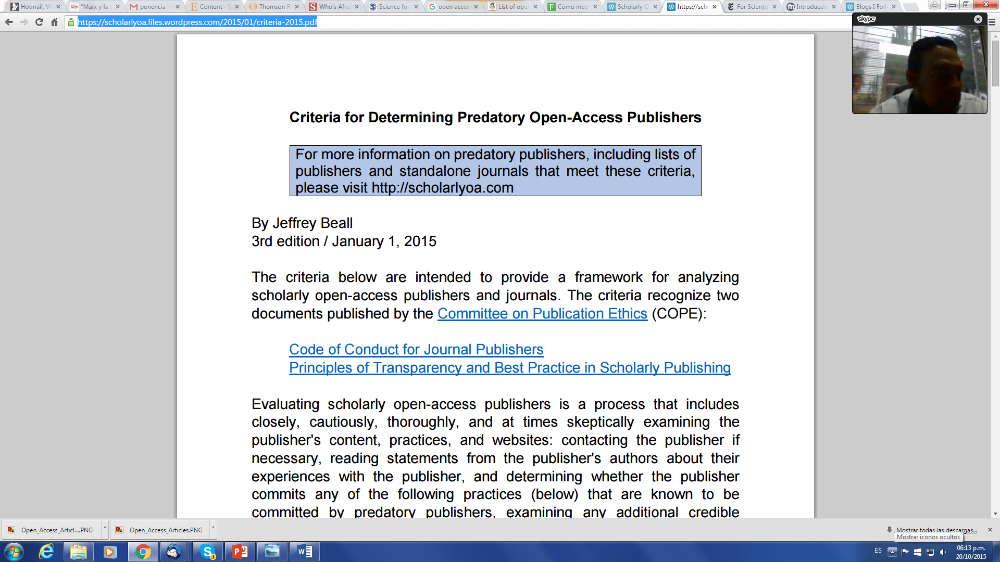 Hotmail, Vi
"Marx y la f
ponencia -
Content - S
Thomson R
Who's Afrai
Science for
open acces
List of oper
Cómo med
Scholarly O
https://scho
For Scientis
Introducció
Blogs I Foll
https://scholarlyoa.files.wordpress.com/2015/01/criteria-2015.pdf
skype
Criteria for Determining Predatory Open-Access Publishers
For more information on predatory publishers, including lists of
publishers and standalone journals that meet these criteria,
please visit http://scholarlyoa.com
By Jeffrey Beall
3rd edition / January 1, 2015
The criteria below are intended to provide a framework for analyzing
scholarly open-access publishers and journals. The criteria recognize two
documents published by the Committee on Publication Ethics (COPE):
Code of Conduct for Journal Publishers
Principles of Transparency and Best Practice in Scholarly Publishing
Evaluating scholarly open-access publishers is a process that includes
closely, cautiously, thoroughly, and at times skeptically examining the
publisher's content, practices, and websites: contacting the publisher if
necessary, reading statements from the publisher's authors about their
experiences with the publisher, and determining whether the publisher
commits any of the following practices (below) that are known to be
committed by predatory publishers, examining any additional credible
Open_Access_Articl....PNG
Open_Access_Articles.PNG
Mostrar todas las descargas...
Mostrar iconos ocultos
ES
06:13 p.m.
20/10/2015